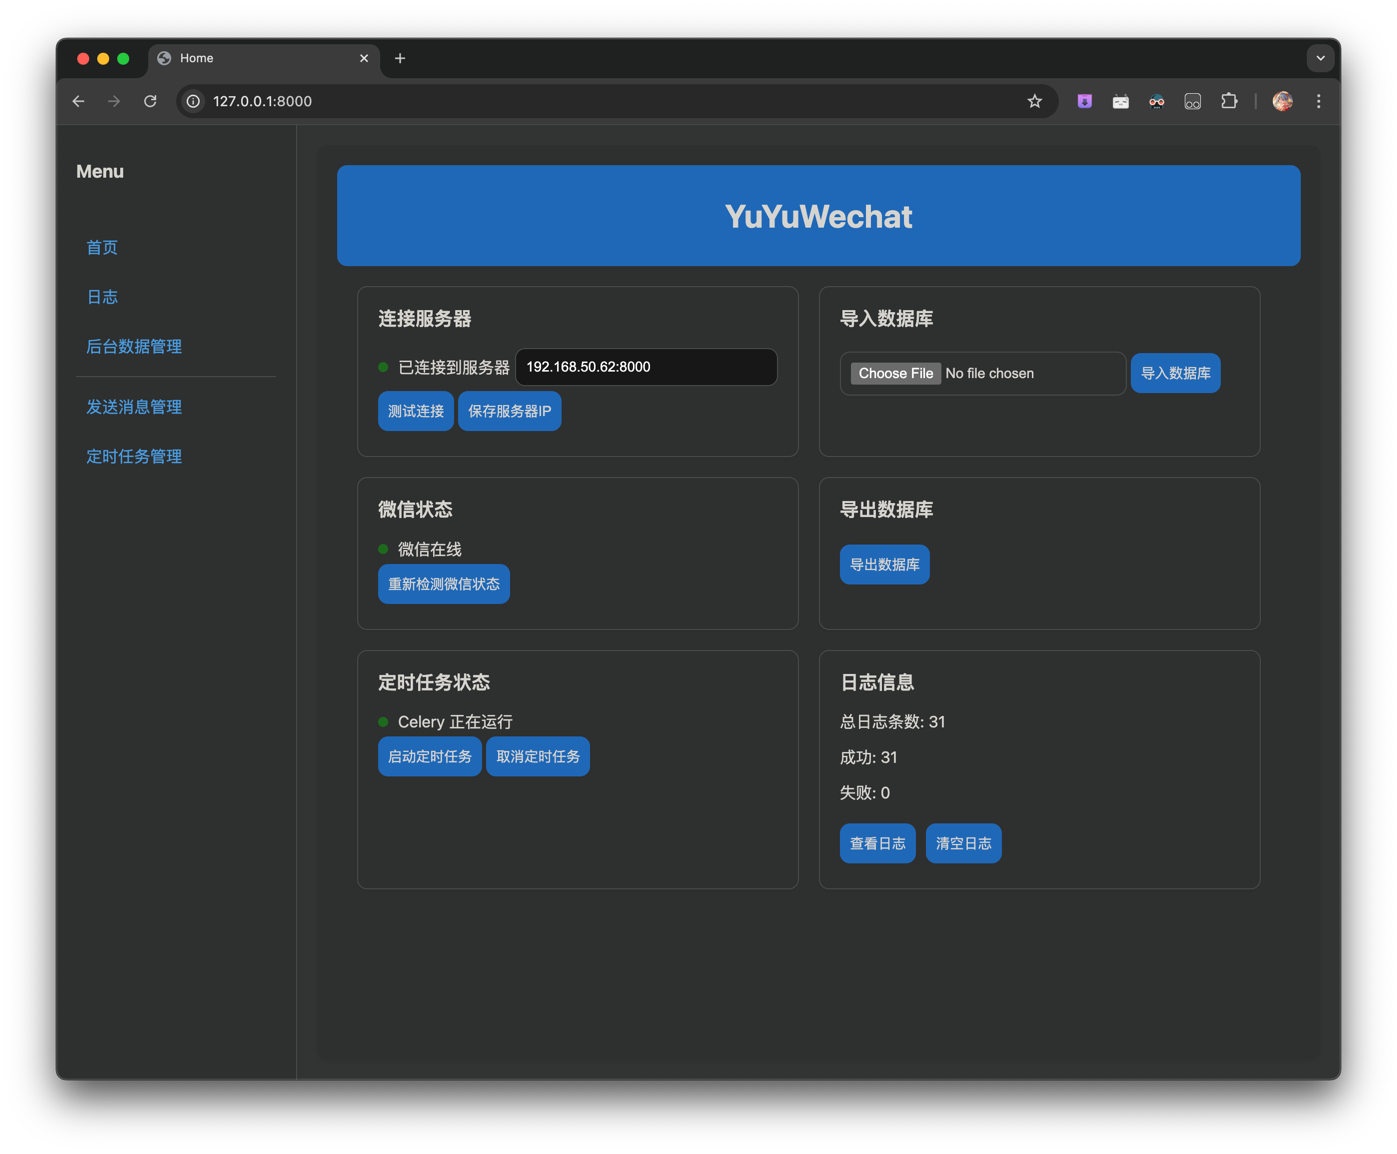 Home
127.0.0.1:8000
Menu
首页
日志
后台数据管理
发送消息管理
定时任务管理
YuYuWechat
连接服务器
已连接到服务器 192.168.50.62:8000
测试连接 保存服务器IP
导入数据库
Choose File No file chosen 导入数据库
微信状态
微信在线
重新检测微信状态
导出数据库
导出数据库
定时任务状态
Celery 正在运行
启动定时任务 取消定时任务
日志信息
总日志条数: 31
成功: 31
失败: 0
查看日志 清空日志